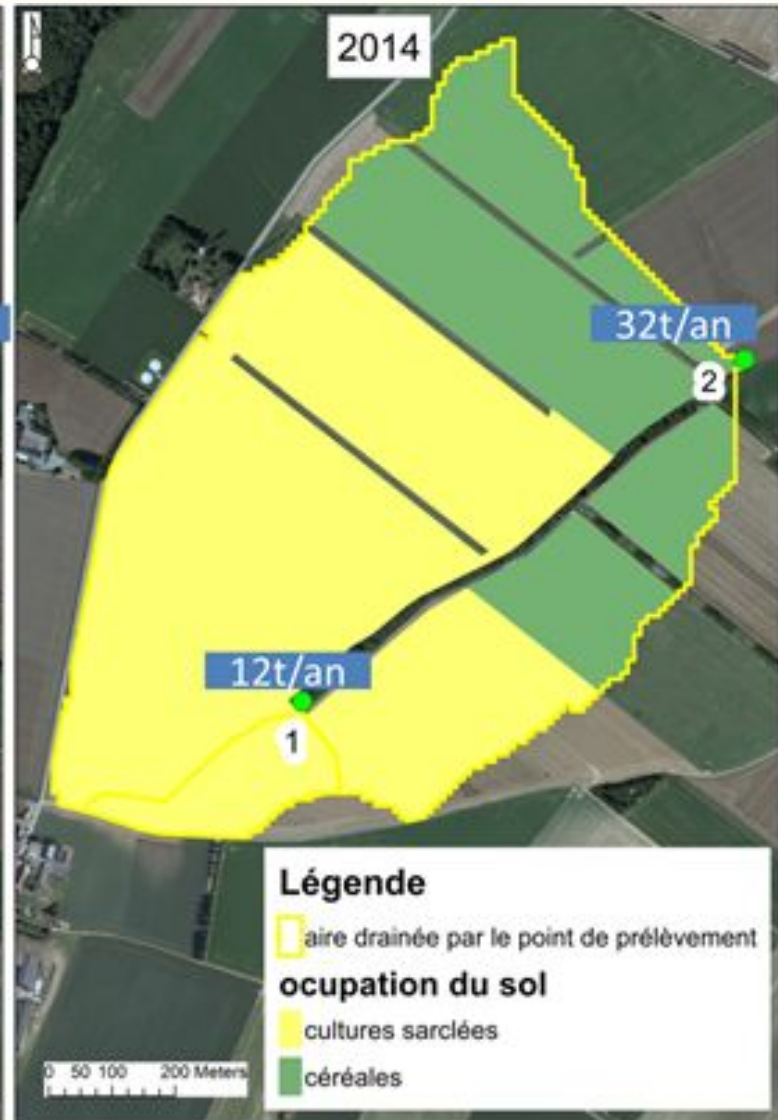 2014
32t/an
2
12t/an
1
Légende
aire drainée par le point de prélèvement
ocupation du sol
cultures sarclées
céréales
0 50 100 200 Meters